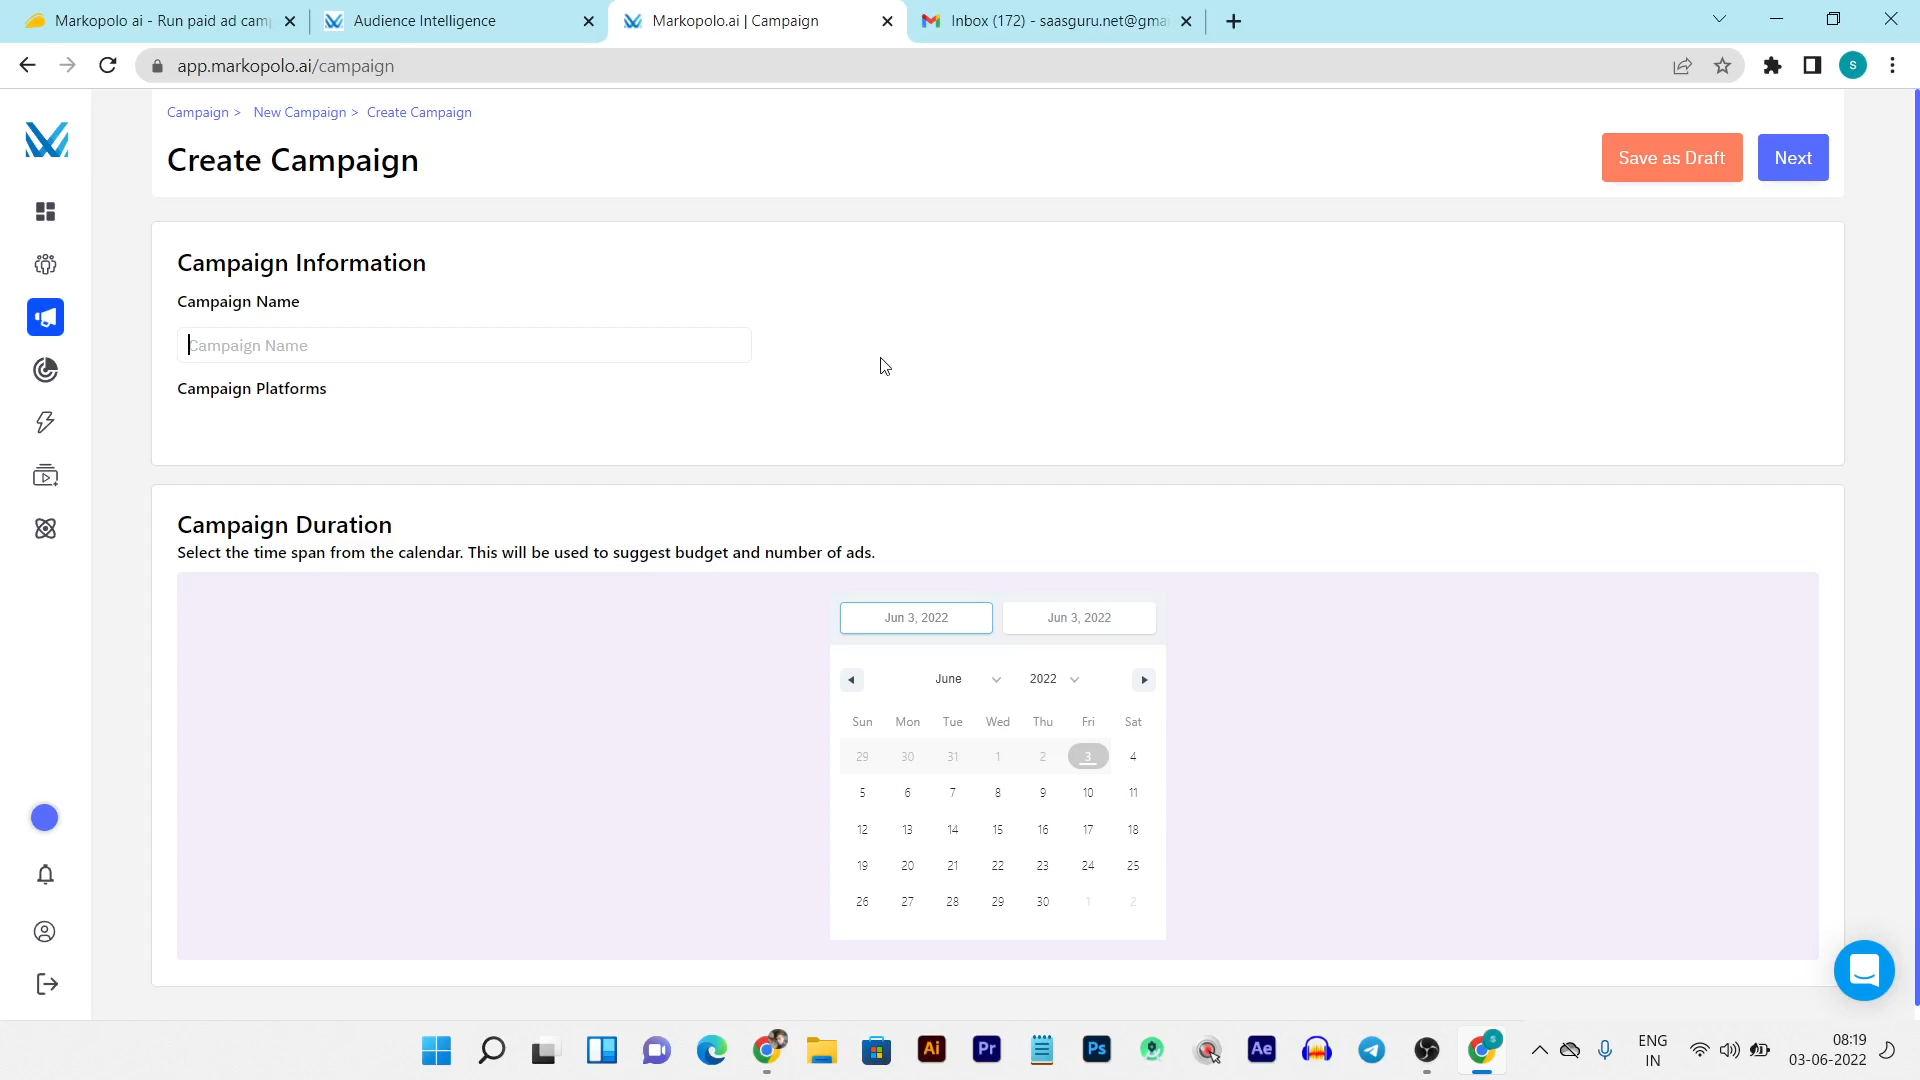 Markopolo ai - Run paid ad cam
Audience Intelligence
Markopolo.ai | Campaign
Inbox (172) - saasguru.net@gma
app.markopolo.ai/campaign
S
Campaign > New Campaign > Create Campaign
Create Campaign
Save as Draft
Next
Campaign Information
Campaign Name
Campaign Name
Campaign Platforms
Campaign Duration
Select the time span from the calendar. This will be used to suggest budget and number of ads.
Jun 3, 2022
Jun 3, 2022
June
2022
Sun Mon Tue Wed Thu Fri Sat
29 30 31 1 2 3 4
5 6 7 8 9 10 11
12 13 14 15 16 17 18
19 20 21 22 23 24 25
26 27 28 29 30 1 2
Ai
Pr
Ps
Ae
S
ENG
IN
08:19
03-06-2022